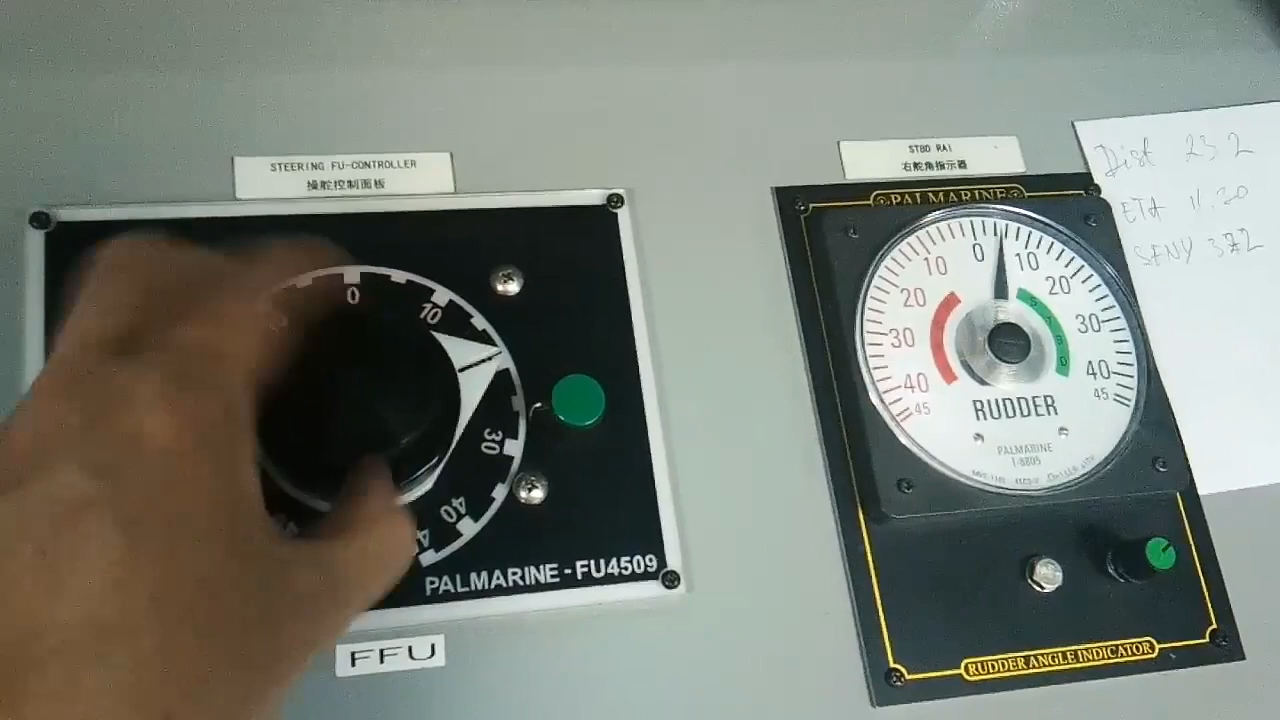 STEERING FU-CONTROLLER
操舵控制面板
0
10
30
40
PALMARINE-FU4509
FFU
STBD RAI
右舵角指示器
PALMARINE
0
10 10
20 20
30 30
40 40
45 45
STBD
RUDDER
PALMARINE
RUDDER ANGLE INDICATOR
Dist 232
ETA 11.20